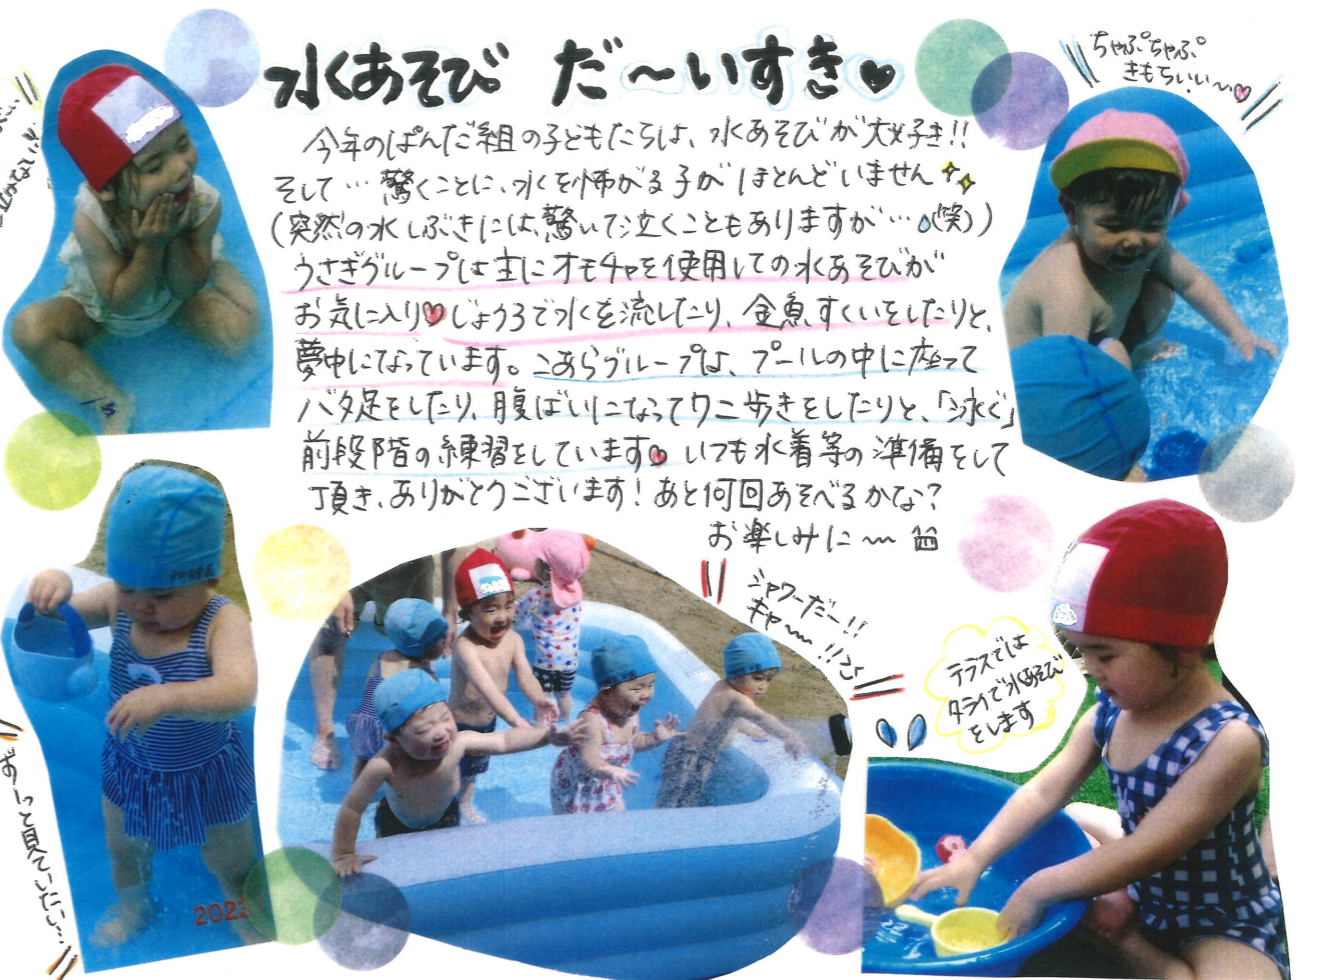 水あそび だ〜いすき♥
今年のぱんだ組の子どもたちは、水あそびが大好き!!
そして…驚くことに、水を怖がる子がほとんどいません✨
(突然の水しぶきには、驚いて泣くこともありますが…💧(笑))
うさぎグループは主にオモチャを使用しての水あそびが
お気に入り♥じょうろで水を流したり、金魚すくいをしたりと、
夢中になっています。こあらグループは、プールの中に座って
バタ足をしたり、腹ばいになってワニ歩きをしたりと、「泳ぐ」
前段階の練習をしています♥いつも水着等の準備をして
頂き、ありがとうございます!あと何回あそべるかな?
お楽しみに〜
ちゃぷちゃぷ
きもちいい〜♡
シャワーだー!!
キャ〜!!
テラスでは
タライで水あそび
をします
ずーっと見てーたい…
202